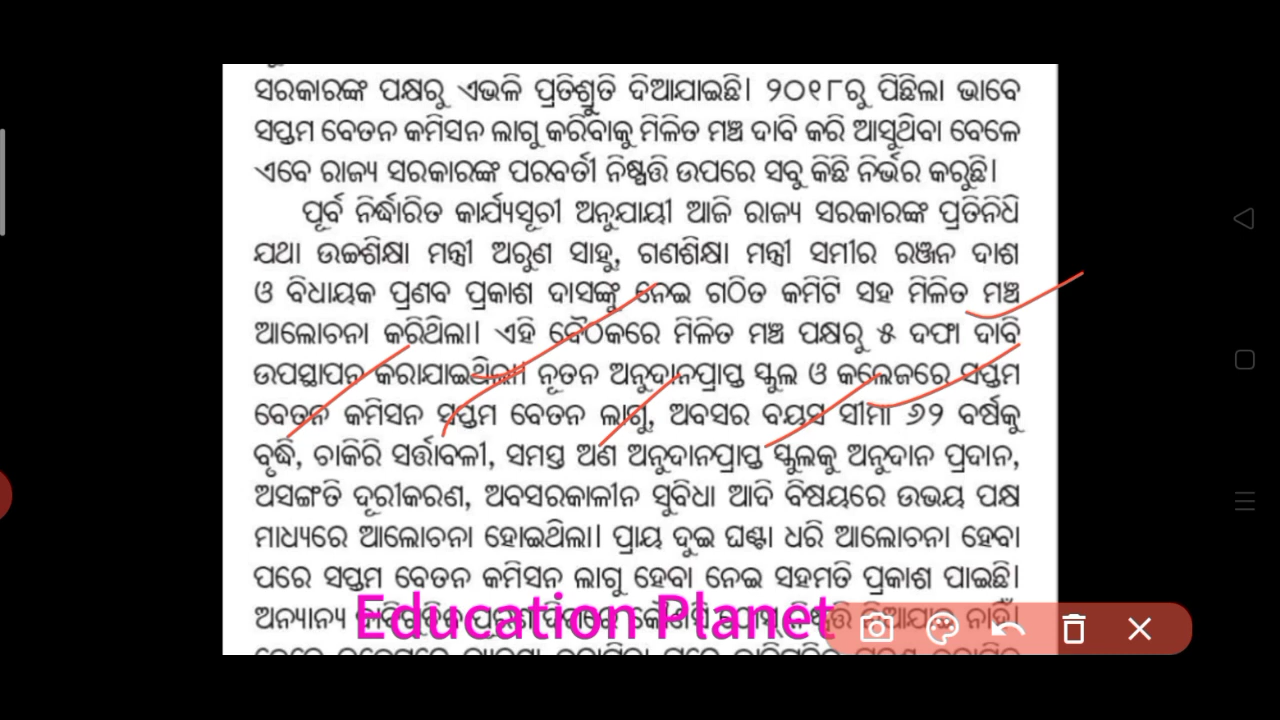 ସରକାରଙ୍କ ପକ୍ଷରୁ ଏଭଳି ପ୍ରତିଶ୍ରୁତି ଦିଆଯାଇଛି। ୨୦୧୮ରୁ ପିଛିଲା ଭାବେ
ସପ୍ତମ ବେତନ କମିସନ ଲାଗୁ କରିବାକୁ ମିଳିତ ମଞ୍ଚ ଦାବି କରି ଆସୁଥିବା ବେଳେ
ଏବେ ରାଜ୍ୟ ସରକାରଙ୍କ ପରବର୍ତୀ ନିଷ୍ପତ୍ତି ଉପରେ ସବୁ କିଛି ନିର୍ଭର କରୁଛି।
ପୂର୍ବ ନିର୍ଦ୍ଧାରିତ କାର୍ଯ୍ୟସୂଚୀ ଅନୁଯାୟୀ ଆଜି ରାଜ୍ୟ ସରକାରଙ୍କ ପ୍ରତିନିଧି
ଯଥା ଉଚ୍ଚଶିକ୍ଷା ମନ୍ତ୍ରୀ ଅରୁଣ ସାହୁ, ଗଣଶିକ୍ଷା ମନ୍ତ୍ରୀ ସମୀର ରଞ୍ଜନ ଦାଶ
ଓ ବିଧାୟକ ପ୍ରଣବ ପ୍ରକାଶ ଦାସଙ୍କୁ ନେଇ ଗଠିତ କମିଟି ସହ ମିଳିତ ମଞ୍ଚ
ଆଲୋଚନା କରିଥିଲା। ଏହି ବୈଠକରେ ମିଳିତ ମଞ୍ଚ ପକ୍ଷରୁ ୫ ଦଫା ଦାବି
ଉପସ୍ଥାପନ କରାଯାଇଥିଲା। ନୂତନ ଅନୁଦାନପ୍ରାପ୍ତ ସ୍କୁଲ ଓ କଲେଜରେ ସପ୍ତମ
ବେତନ କମିସନ ସପ୍ତମ ବେତନ ଲାଗୁ, ଅବସର ବୟସ ସୀମା ୬୨ ବର୍ଷକୁ
ବୃଦ୍ଧି, ଚାକିରି ସର୍ତ୍ତାବଳୀ, ସମସ୍ତ ଅଣ ଅନୁଦାନପ୍ରାପ୍ତ ସ୍କୁଲକୁ ଅନୁଦାନ ପ୍ରଦାନ,
ଅସଙ୍ଗତି ଦୂରୀକରଣ, ଅବସରକାଳୀନ ସୁବିଧା ଆଦି ବିଷୟରେ ଉଭୟ ପକ୍ଷ
ମାଧ୍ୟରେ ଆଲୋଚନା ହୋଇଥିଲା। ପ୍ରାୟ ଦୁଇ ଘଣ୍ଟା ଧରି ଆଲୋଚନା ହେବା
ପରେ ସପ୍ତମ ବେତନ କମିସନ ଲାଗୁ ହେବା ନେଇ ସହମତି ପ୍ରକାଶ ପାଇଛି।
ଅନ୍ୟାନ୍ୟ
Education Planet